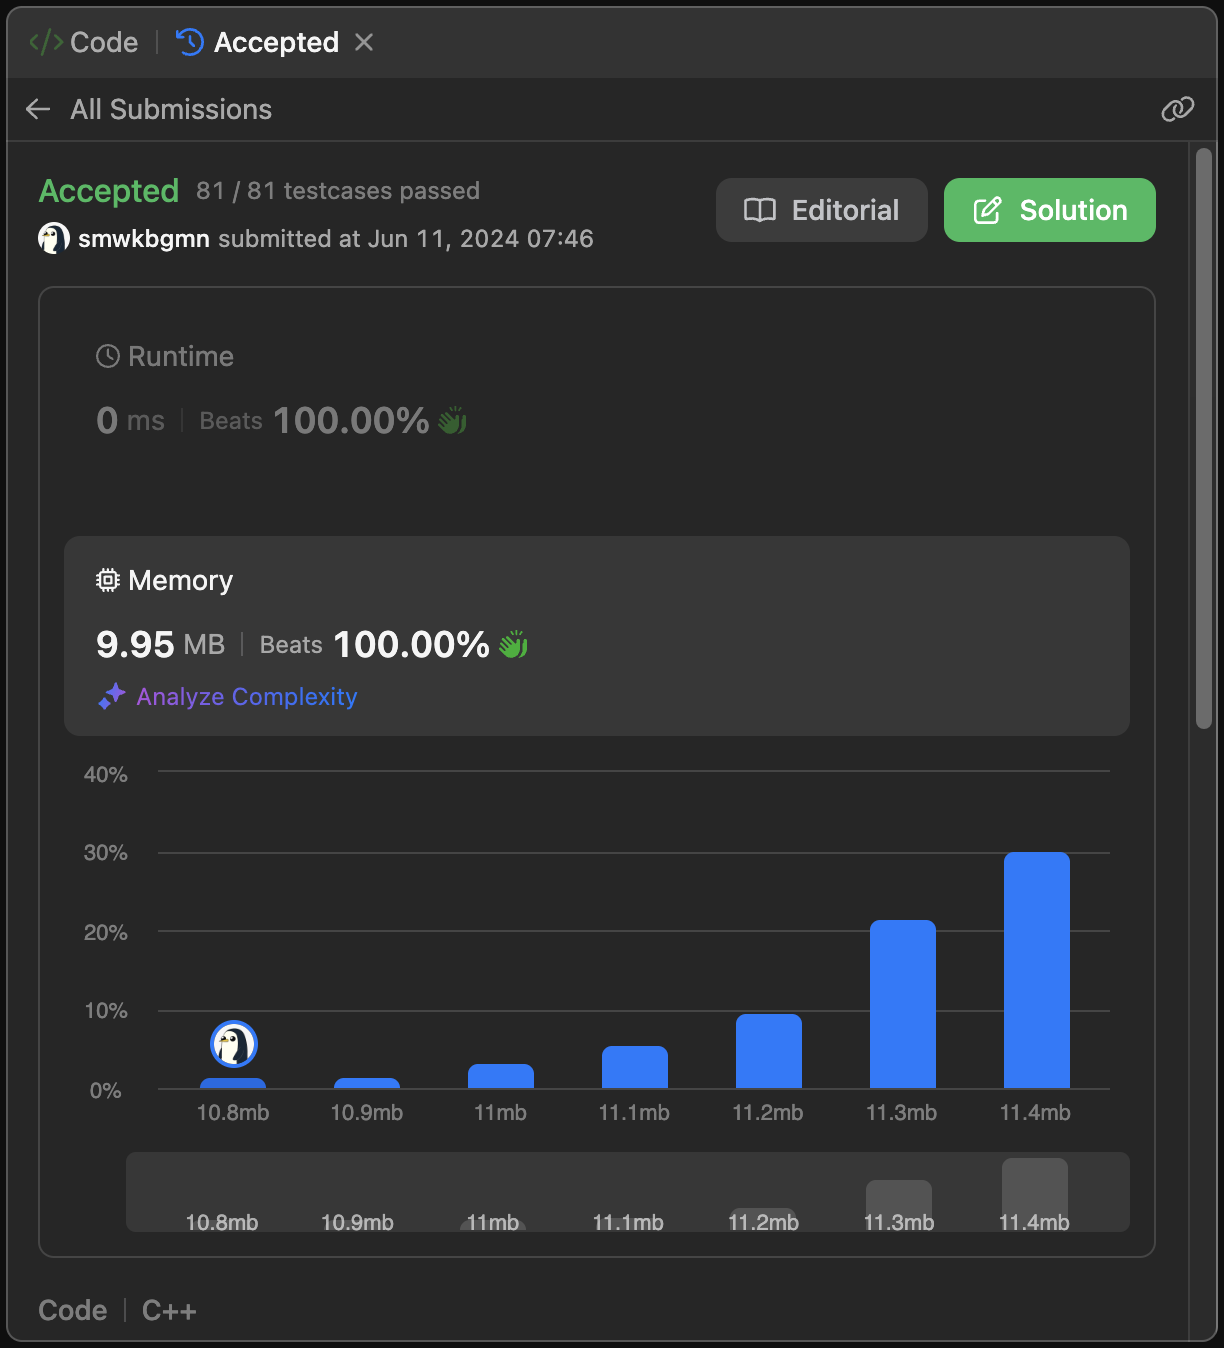 </> Code | Accepted ×
← All Submissions
Accepted 81 / 81 testcases passed
smwkbgmn submitted at Jun 11, 2024 07:46
Editorial
Solution
Runtime
0 ms | Beats 100.00%
Memory
9.95 MB | Beats 100.00%
Analyze Complexity
40%
30%
20%
10%
0%
10.8mb 10.9mb 11mb 11.1mb 11.2mb 11.3mb 11.4mb
10.8mb 10.9mb 11mb 11.1mb 11.2mb 11.3mb 11.4mb
Code | C++